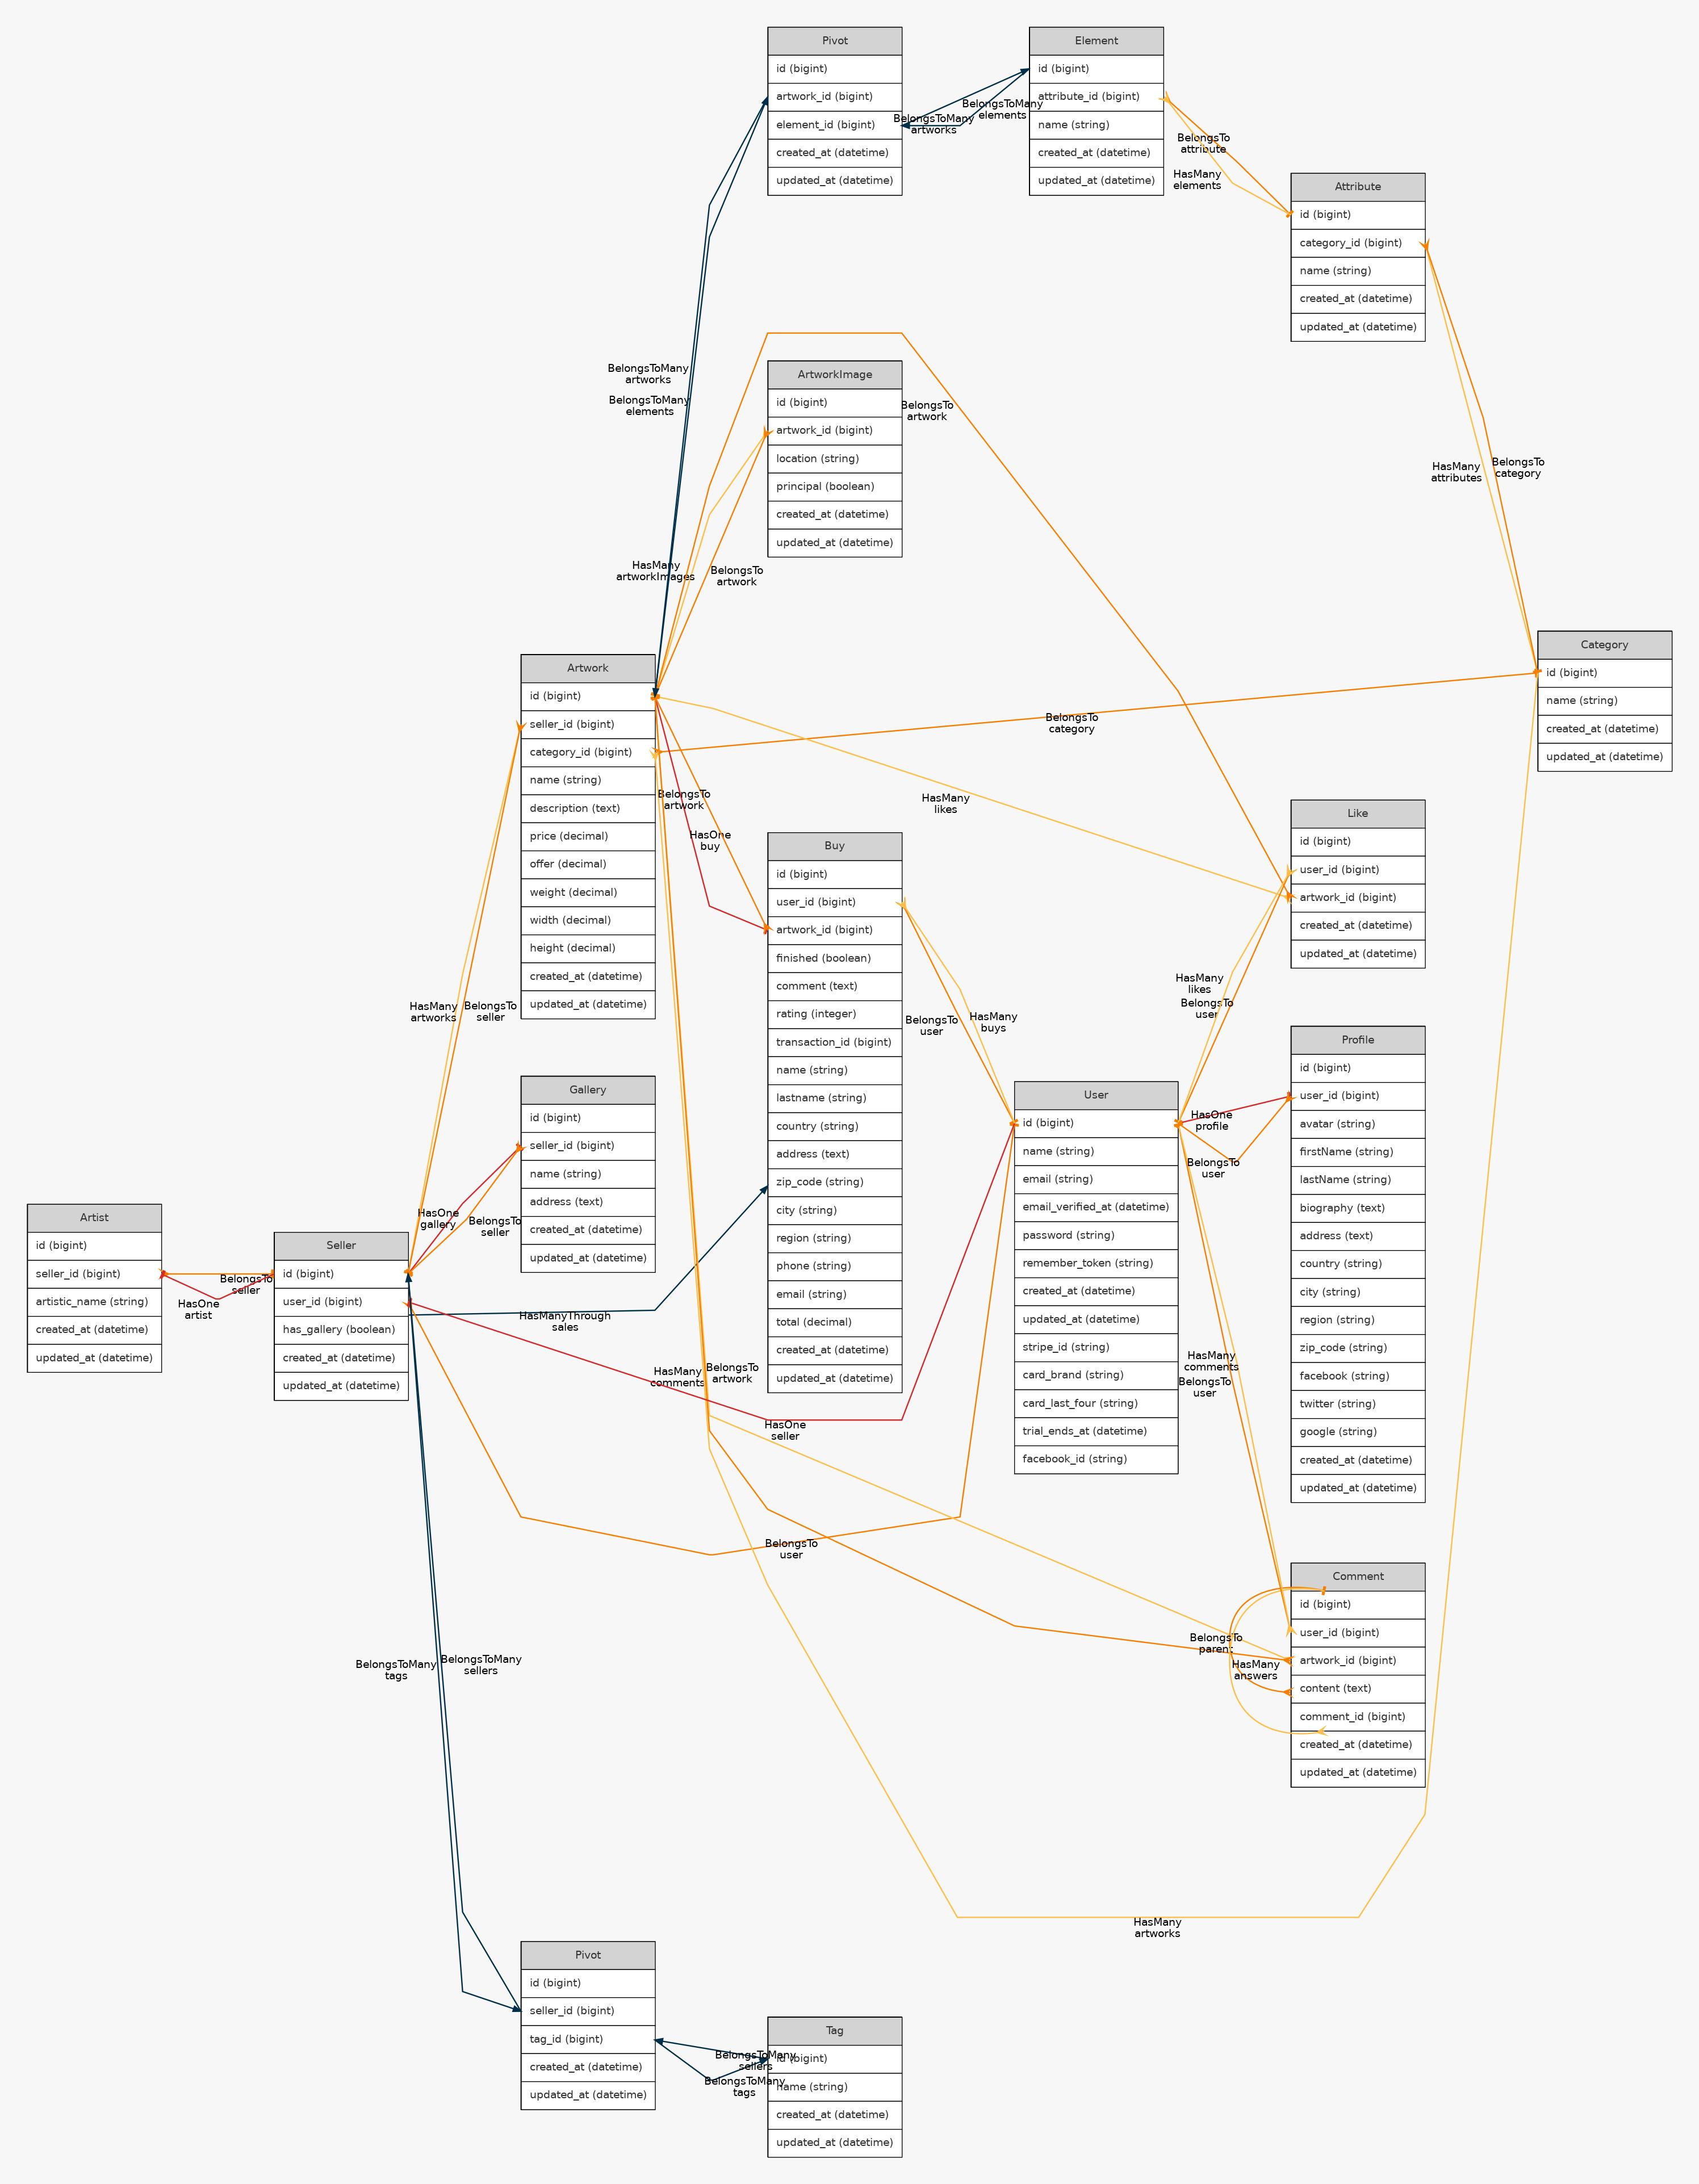 Pivot
id (bigint)
artwork_id (bigint)
element_id (bigint)
created_at (datetime)
updated_at (datetime)
Element
id (bigint)
attribute_id (bigint)
name (string)
created_at (datetime)
updated_at (datetime)
BelongsToMany
artworks
BelongsToMany
elements
BelongsTo
attribute
HasMany
elements
Attribute
id (bigint)
category_id (bigint)
name (string)
created_at (datetime)
updated_at (datetime)
BelongsToMany
artworks
BelongsToMany
elements
ArtworkImage
id (bigint)
artwork_id (bigint)
location (string)
principal (boolean)
created_at (datetime)
updated_at (datetime)
BelongsTo
artwork
HasMany
attributes
BelongsTo
category
HasMany
artworkImages
BelongsTo
artwork
Category
id (bigint)
name (string)
created_at (datetime)
updated_at (datetime)
Artwork
id (bigint)
seller_id (bigint)
category_id (bigint)
name (string)
description (text)
price (decimal)
offer (decimal)
weight (decimal)
width (decimal)
height (decimal)
created_at (datetime)
updated_at (datetime)
BelongsTo
category
BelongsTo
artwork
HasOne
buy
HasMany
likes
Like
id (bigint)
user_id (bigint)
artwork_id (bigint)
created_at (datetime)
updated_at (datetime)
Buy
id (bigint)
user_id (bigint)
artwork_id (bigint)
finished (boolean)
comment (text)
rating (integer)
transaction_id (bigint)
name (string)
lastname (string)
country (string)
address (text)
zip_code (string)
city (string)
region (string)
phone (string)
email (string)
total (decimal)
created_at (datetime)
updated_at (datetime)
HasMany
artworks
BelongsTo
seller
BelongsTo
user
HasMany
buys
HasMany
likes
BelongsTo
user
Profile
id (bigint)
user_id (bigint)
avatar (string)
firstName (string)
lastName (string)
biography (text)
address (text)
country (string)
city (string)
region (string)
zip_code (string)
facebook (string)
twitter (string)
google (string)
created_at (datetime)
updated_at (datetime)
Gallery
id (bigint)
seller_id (bigint)
name (string)
address (text)
created_at (datetime)
updated_at (datetime)
User
id (bigint)
name (string)
email (string)
email_verified_at (datetime)
password (string)
remember_token (string)
created_at (datetime)
updated_at (datetime)
stripe_id (string)
card_brand (string)
card_last_four (string)
trial_ends_at (datetime)
facebook_id (string)
HasOne
profile
BelongsTo
user
Artist
id (bigint)
seller_id (bigint)
artistic_name (string)
created_at (datetime)
updated_at (datetime)
BelongsTo
seller
HasOne
artist
Seller
id (bigint)
user_id (bigint)
has_gallery (boolean)
created_at (datetime)
updated_at (datetime)
HasOne
gallery
BelongsTo
seller
HasManyThrough
sales
HasMany
comments
BelongsTo
artwork
HasOne
seller
HasMany
comments
BelongsTo
user
BelongsTo
user
Comment
id (bigint)
user_id (bigint)
artwork_id (bigint)
content (text)
comment_id (bigint)
created_at (datetime)
updated_at (datetime)
BelongsTo
parent
HasMany
answers
BelongsToMany
tags
BelongsToMany
sellers
HasMany
artworks
Pivot
id (bigint)
seller_id (bigint)
tag_id (bigint)
created_at (datetime)
updated_at (datetime)
BelongsToMany
sellers
BelongsToMany
tags
Tag
id (bigint)
name (string)
created_at (datetime)
updated_at (datetime)